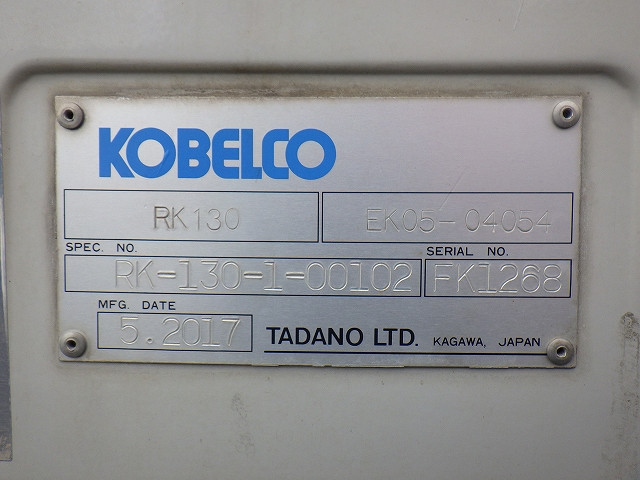 KOBELCO
RK130 EK05-04054
SPEC. NO. SERIAL NO.
RK-130-1-00102 FK1268
MFG. DATE
5.2017 TADANO LTD. KAGAWA, JAPAN